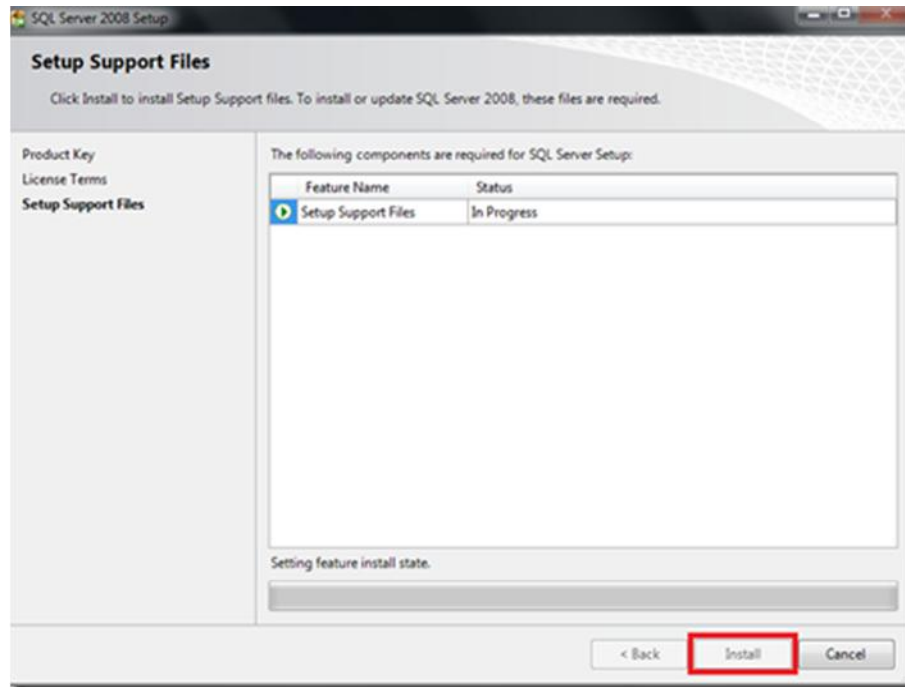 SQL Server 2008 Setup
Setup Support Files
Click Install to install Setup Support files. To install or update SQL Server 2008, these files are required.
Product Key
License Terms
Setup Support Files
The following components are required for SQL Server Setup:
Feature Name Status
Setup Support Files In Progress
Setting feature install state.
< Back Install Cancel